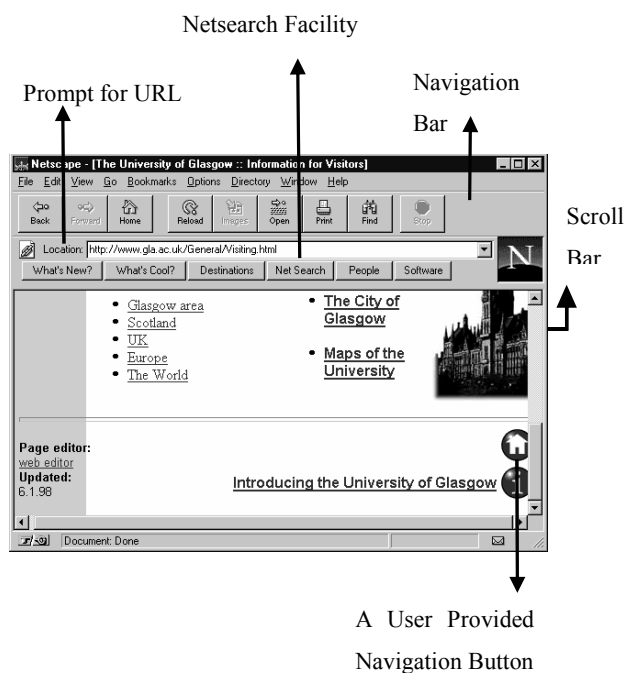 Netsearch Facility
Navigation
Bar
Prompt for URL
Netscape - [The University of Glasgow :: Information for Visitors]
File Edit View Go Bookmarks Options Directory Window Help
Back Forward Home Reload Images Open Print Find Stop
Location: http://www.gla.ac.uk/General/Visiting.html
N
What's New? What's Cool? Destinations Net Search People Software
Scroll
Bar
• Glasgow area
• Scotland
• UK
• Europe
• The World
• The City of
Glasgow
• Maps of the
University
Page editor:
web editor
Updated:
6.1.98
Introducing the University of Glasgow
Document: Done
A User Provided
Navigation Button